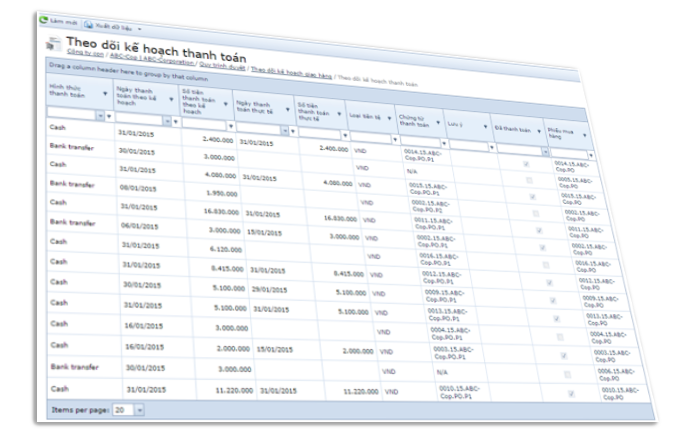 Làm mới Xuất dữ liệu
Theo dõi kế hoạch thanh toán
Công ty con / ABC-Cop | ABC-Corporation / Quy trình duyệt / Theo dõi kế hoạch giao hàng / Theo dõi kế hoạch thanh toán
Drag a column header here to group by that column
Hình thức thanh toán Ngày thanh toán theo kế hoạch Số tiền thanh toán theo kế hoạch Ngày thanh toán thực tế Số tiền thanh toán thực tế Loại tiền tệ Chứng từ thanh toán Lưu ý Đã thanh toán Phiếu mua hàng
Cash 31/01/2015 2.400.000 31/01/2015 2.400.000 VND 0014.15.ABC-Cop.PO.P1 0014.15.ABC-Cop.PO
Bank transfer 30/01/2015 3.000.000 VND N/A 0005.15.ABC-Cop.PO
Cash 31/01/2015 4.080.000 31/01/2015 4.080.000 VND 0015.15.ABC-Cop.PO.P1 0015.15.ABC-Cop.PO
Bank transfer 08/01/2015 1.950.000 VND 0002.15.ABC-Cop.PO.P2 0002.15.ABC-Cop.PO
Cash 31/01/2015 16.830.000 31/01/2015 16.830.000 VND 0011.15.ABC-Cop.PO.P1 0011.15.ABC-Cop.PO
Bank transfer 06/01/2015 3.000.000 15/01/2015 3.000.000 VND 0002.15.ABC-Cop.PO.P1 0002.15.ABC-Cop.PO
Cash 31/01/2015 6.120.000 VND 0016.15.ABC-Cop.PO.P1 0016.15.ABC-Cop.PO
Cash 31/01/2015 8.415.000 31/01/2015 8.415.000 VND 0012.15.ABC-Cop.PO.P1 0012.15.ABC-Cop.PO
Cash 30/01/2015 5.100.000 29/01/2015 5.100.000 VND 0009.15.ABC-Cop.PO.P1 0009.15.ABC-Cop.PO
Cash 31/01/2015 5.100.000 31/01/2015 5.100.000 VND 0013.15.ABC-Cop.PO.P1 0013.15.ABC-Cop.PO
Cash 16/01/2015 3.000.000 VND 0004.15.ABC-Cop.PO.P1 0004.15.ABC-Cop.PO
Cash 16/01/2015 2.000.000 15/01/2015 2.000.000 VND 0003.15.ABC-Cop.PO.P1 0003.15.ABC-Cop.PO
Bank transfer 30/01/2015 3.000.000 VND N/A 0006.15.ABC-Cop.PO
Cash 31/01/2015 11.220.000 31/01/2015 11.220.000 VND 0010.15.ABC-Cop.PO.P1 0010.15.ABC-Cop.PO
Items per page: 20